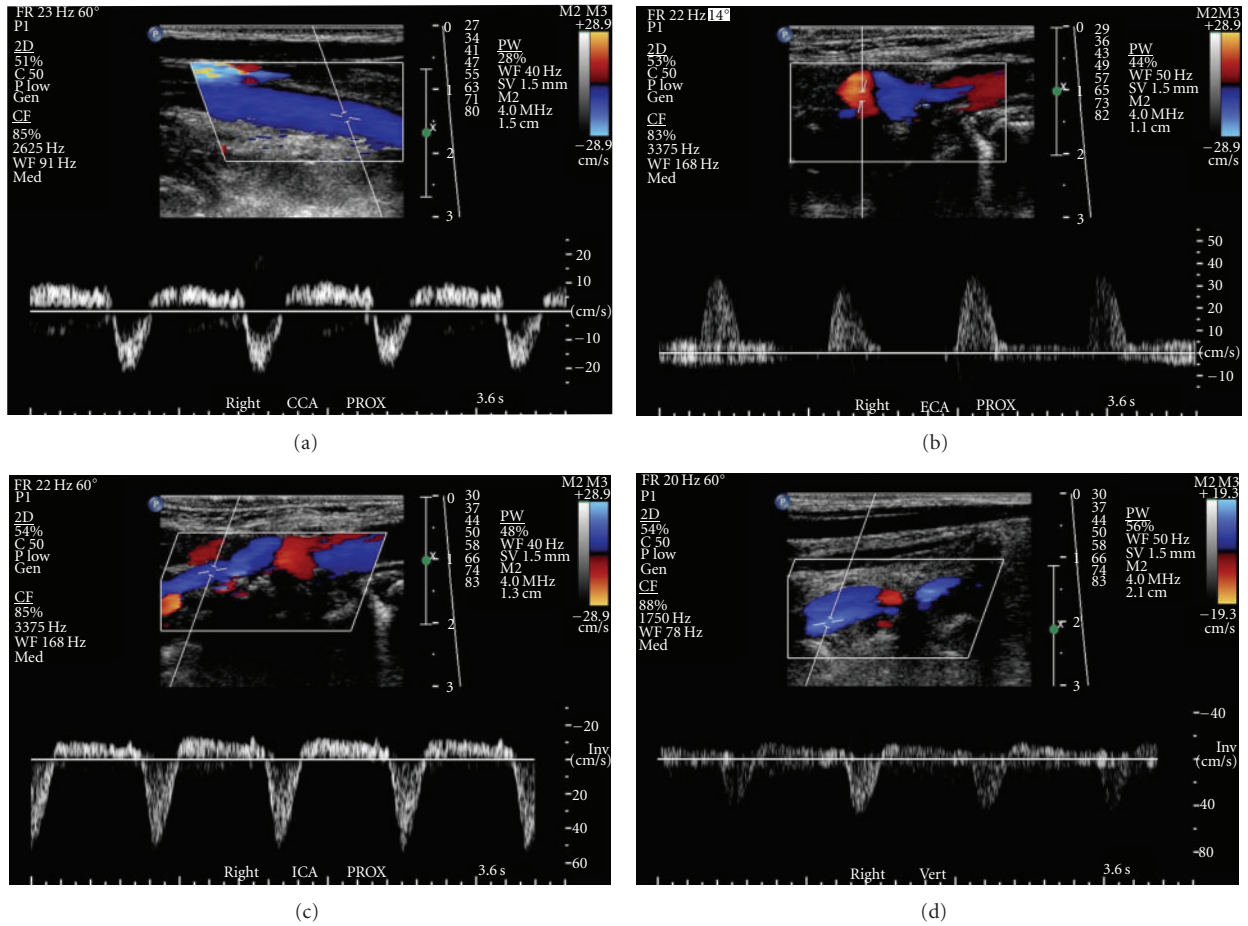 FR 23 Hz 60°
P1
2D
51%
C 50
P low
Gen
CF
85%
2625 Hz
WF 91 Hz
Med
P
0
1
X
2
3
27
34
41
47
55
63
71
80
PW
28%
WF 40 Hz
SV 1.5 mm
M2
4.0 MHz
1.5 cm
M2 M3
+28.9
−28.9
cm/s
20
10
(cm/s)
−10
−20
Right CCA PROX 3.6 s
(a)
FR 22 Hz 14°
P1
2D
53%
C 50
P low
Gen
CF
83%
3375 Hz
WF 168 Hz
Med
P
0
1
X
2
3
29
36
43
49
57
65
73
82
PW
44%
WF 50 Hz
SV 1.5 mm
M2
4.0 MHz
1.1 cm
M2M3
+28.9
−28.9
cm/s
50
40
30
20
10
(cm/s)
−10
Right ECA PROX 3.6 s
(b)
FR 22 Hz 60°
P1
2D
54%
C 50
P low
Gen
CF
85%
3375 Hz
WF 168 Hz
Med
P
0
1
X
2
3
30
37
44
50
58
66
74
83
PW
48%
WF 40 Hz
SV 1.5 mm
M2
4.0 MHz
1.3 cm
M2 M3
+28.9
−28.9
cm/s
−20
Inv
(cm/s)
20
40
60
Right ICA PROX 3.6 s
(c)
FR 20 Hz 60°
P1
2D
54%
C 50
P low
Gen
CF
88%
1750 Hz
WF 78 Hz
Med
P
0
1
2
X
3
30
37
44
50
58
66
74
83
PW
56%
WF 50 Hz
SV 1.5 mm
M2
4.0 MHz
2.1 cm
M2 M3
+ 19.3
−19.3
cm/s
−40
Inv
(cm/s)
40
80
Right Vert 3.6 s
(d)